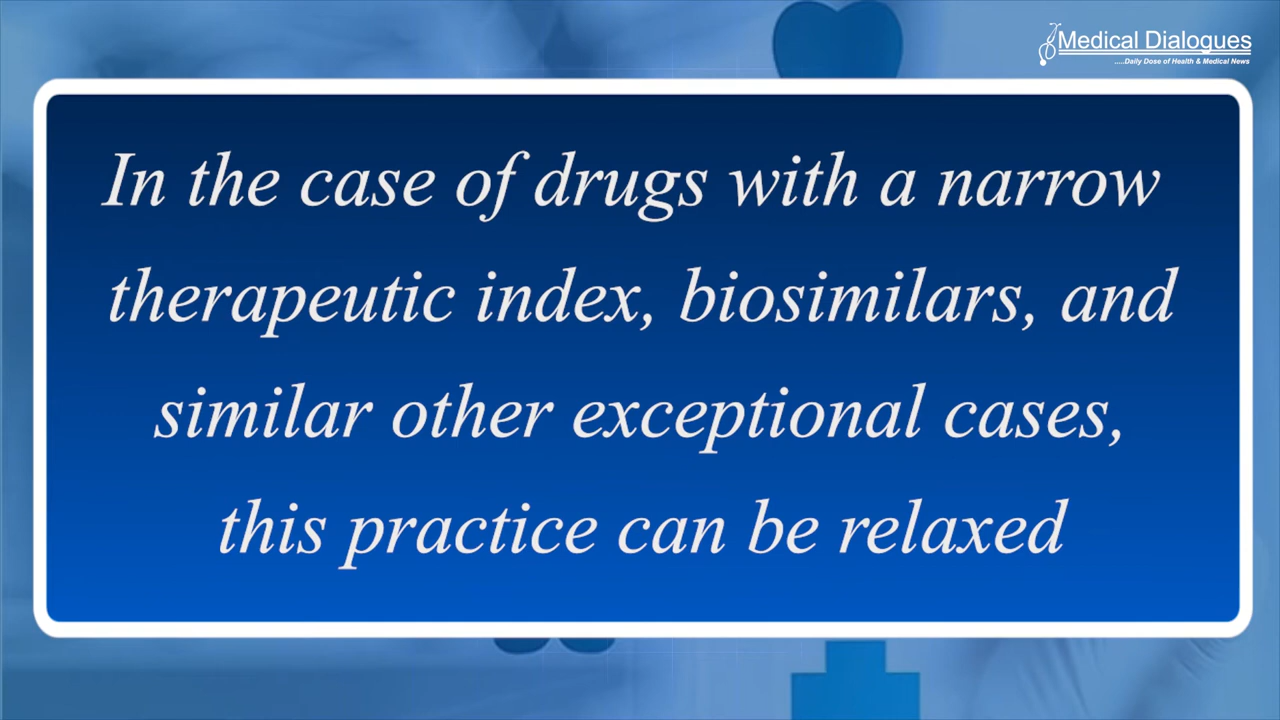 Medical Dialogues
.....Daily Dose of Health & Medical News
In the case of drugs with a narrow
therapeutic index, biosimilars, and
similar other exceptional cases,
this practice can be relaxed